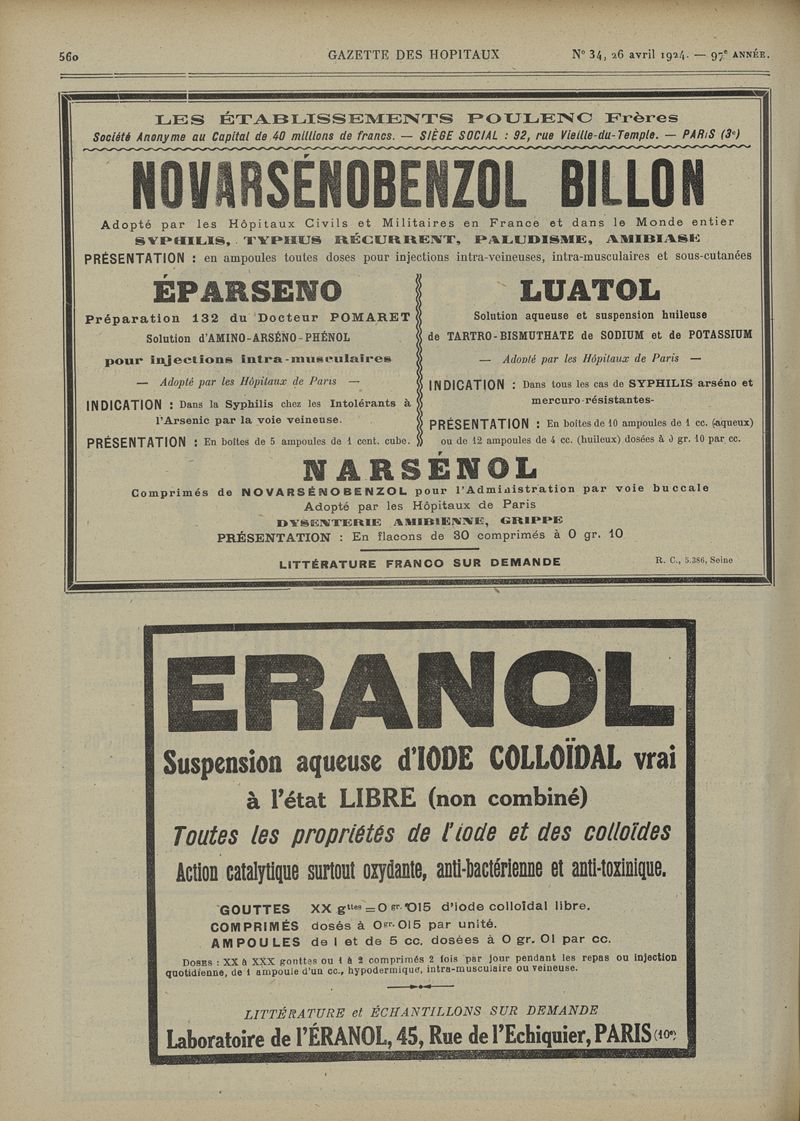 560
GAZETTE DES HOPITAUX
N° 34, 26 avril 1924. — 97e ANNÉE.
LES ÉTABLISSEMENTS POULENC Frères
Société Anonyme au Capital de 40 millions de francs. — SIÈGE SOCIAL : 92, rue Vieille-du-Temple. — PARIS (3e)
NOVARSÉNOBENZOL BILLON
Adopté par les Hôpitaux Civils et Militaires en France et dans le Monde entier
SYPHILIS, TYPHUS RÉCURRENT, PALUDISME, AMIBIASE
PRÉSENTATION : en ampoules toutes doses pour injections intra-veineuses, intra-musculaires et sous-cutanées
ÉPARSENO
Préparation 132 du Docteur POMARET
Solution d'AMINO-ARSÉNO-PHÉNOL
pour injections intra-musculaires
— Adopté par les Hôpitaux de Paris —
INDICATION : Dans la Syphilis chez les Intolérants à
l'Arsenic par la voie veineuse.
PRÉSENTATION : En boîtes de 5 ampoules de 1 cent. cube.
LUATOL
Solution aqueuse et suspension huileuse
de TARTRO-BISMUTHATE de SODIUM et de POTASSIUM
— Adopté par les Hôpitaux de Paris —
INDICATION : Dans tous les cas de SYPHILIS arséno et
mercuro-résistantes-
PRÉSENTATION : En boîtes de 10 ampoules de 1 cc. (aqueux)
ou de 12 ampoules de 4 cc. (huileux) dosées à 0 gr. 10 par cc.
NARSÉNOL
Comprimés de NOVARSÉNOBENZOL pour l'Administration par voie buccale
Adopté par les Hôpitaux de Paris
DYSENTERIE AMIBIENNE, GRIPPE
PRÉSENTATION : En flacons de 30 comprimés à 0 gr. 10
LITTÉRATURE FRANCO SUR DEMANDE
R. C., 5.386, Seine
ERANOL
Suspension aqueuse d'IODE COLLOÏDAL vrai
à l'état LIBRE (non combiné)
Toutes les propriétés de l'iode et des colloïdes
Action catalytique surtout oxydante, anti-bactérienne et anti-toxinique.
GOUTTES XX gttes = 0 gr. 015 d'iode colloïdal libre.
COMPRIMÉS dosés à 0 gr. 015 par unité.
AMPOULES de 1 et de 5 cc. dosées à 0 gr. 01 par cc.
DOSES : XX à XXX gouttes ou 1 à 2 comprimés 2 fois par jour pendant les repas ou injection
quotidienne, de 1 ampoule d'un cc., hypodermique, intra-musculaire ou veineuse.
LITTÉRATURE et ÉCHANTILLONS SUR DEMANDE
Laboratoire de l'ÉRANOL, 45, Rue de l'Echiquier, PARIS (10e)